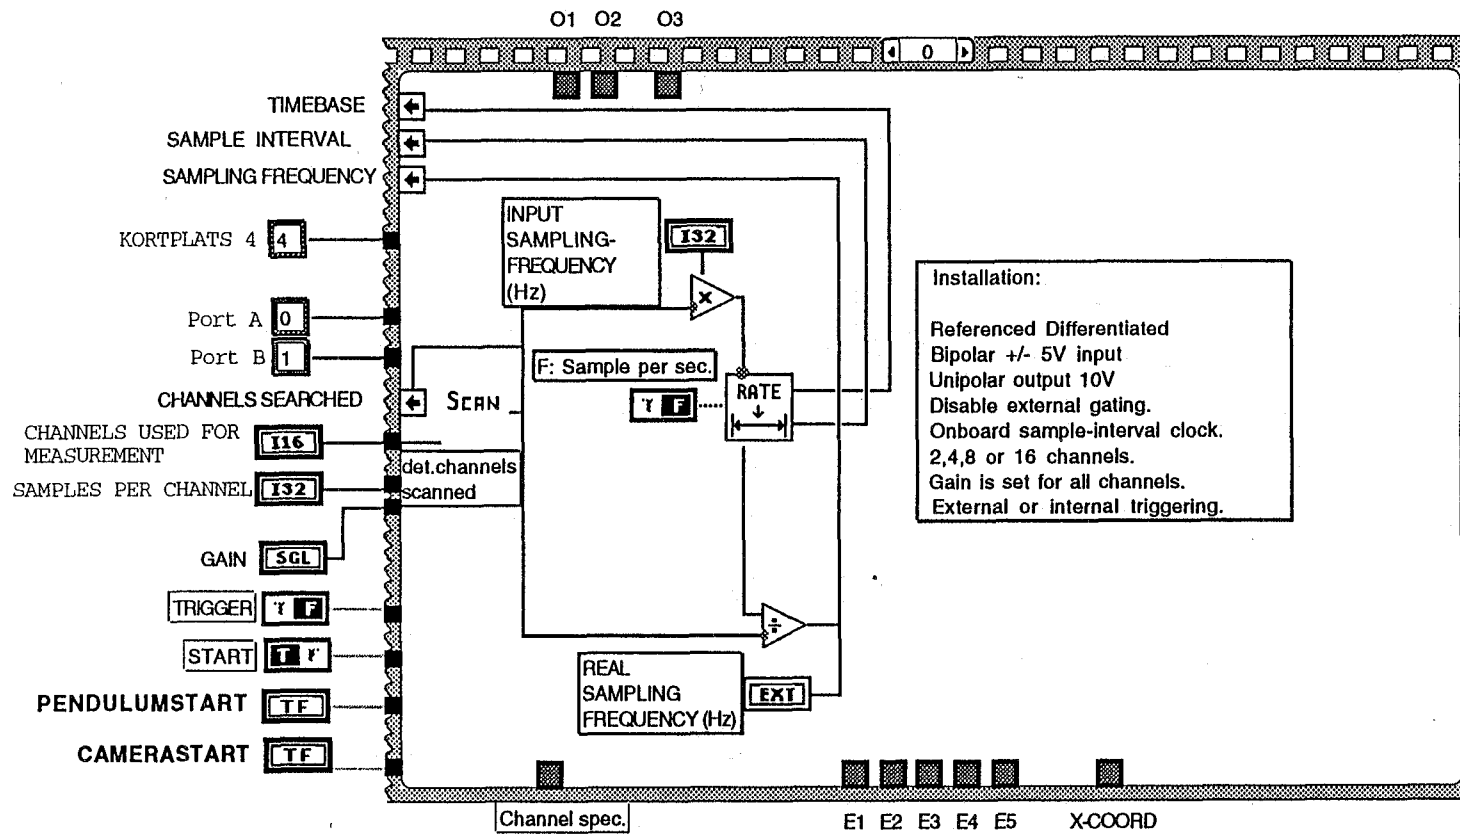 O1 O2 O3
0
TIMEBASE
SAMPLE INTERVAL
SAMPLING FREQUENCY
KORTPLATS 4 4
INPUT
SAMPLING-
FREQUENCY
(Hz)
I32
×
Installation:
Referenced Differentiated
Bipolar +/- 5V input
Unipolar output 10V
Disable external gating.
Onboard sample-interval clock.
2,4,8 or 16 channels.
Gain is set for all channels.
External or internal triggering.
Port A 0
Port B 1
F: Sample per sec.
RATE
F
CHANNELS SEARCHED
SCAN
CHANNELS USED FOR
MEASUREMENT
I16
det.channels
scanned
SAMPLES PER CHANNEL I32
GAIN SGL
TRIGGER F
START T F
÷
REAL
SAMPLING
FREQUENCY (Hz)
EXT
PENDULUMSTART TF
CAMERASTART TF
Channel spec.
E1 E2 E3 E4 E5 X-COORD